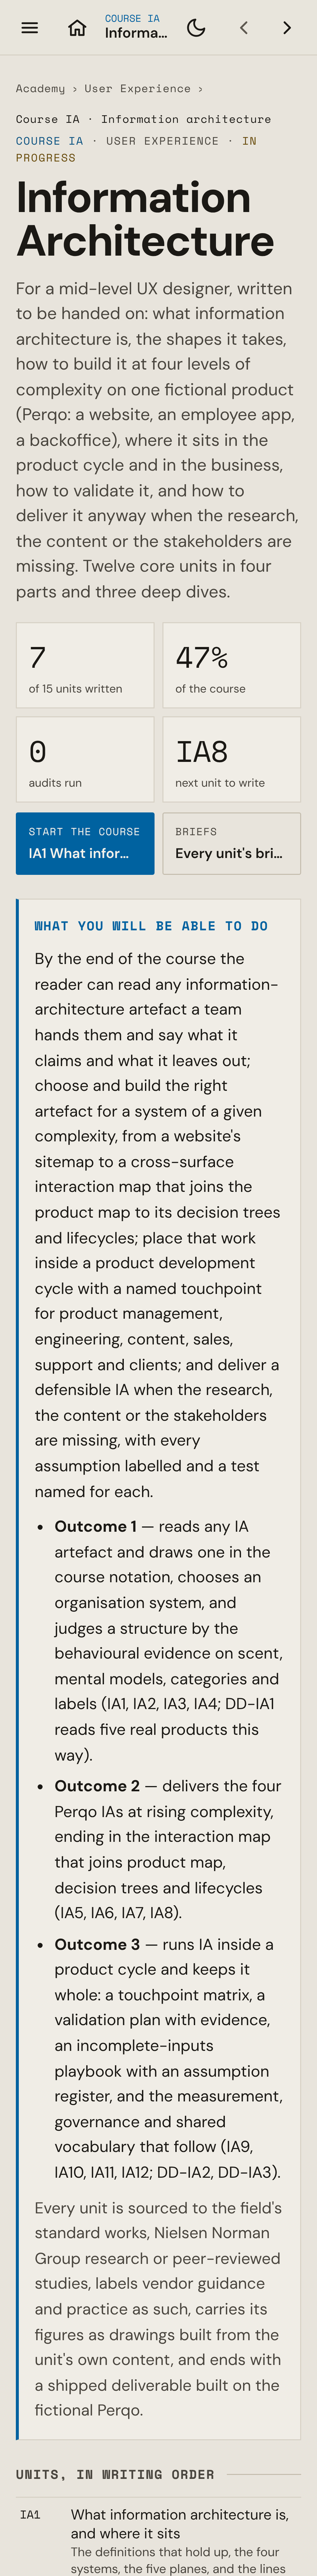 COURSE IA
Informa...
Academy › User Experience ›
Course IA · Information architecture
COURSE IA · USER EXPERIENCE · IN
PROGRESS
Information
Architecture
For a mid-level UX designer, written
to be handed on: what information
architecture is, the shapes it takes,
how to build it at four levels of
complexity on one fictional product
(Perqo: a website, an employee app,
a backoffice), where it sits in the
product cycle and in the business,
how to validate it, and how to
deliver it anyway when the research,
the content or the stakeholders are
missing. Twelve core units in four
parts and three deep dives.
7
of 15 units written
47%
of the course
0
audits run
IA8
next unit to write
START THE COURSE
IA1 What infor...
BRIEFS
Every unit's bri...
WHAT YOU WILL BE ABLE TO DO
By the end of the course the
reader can read any information-
architecture artefact a team
hands them and say what it
claims and what it leaves out;
choose and build the right
artefact for a system of a given
complexity, from a website's
sitemap to a cross-surface
interaction map that joins the
product map to its decision trees
and lifecycles; place that work
inside a product development
cycle with a named touchpoint
for product management,
engineering, content, sales,
support and clients; and deliver a
defensible IA when the research,
the content or the stakeholders
are missing, with every
assumption labelled and a test
named for each.
• Outcome 1 — reads any IA
artefact and draws one in the
course notation, chooses an
organisation system, and
judges a structure by the
behavioural evidence on scent,
mental models, categories and
labels (IA1, IA2, IA3, IA4; DD-IA1
reads five real products this
way).
• Outcome 2 — delivers the four
Perqo IAs at rising complexity,
ending in the interaction map
that joins product map,
decision trees and lifecycles
(IA5, IA6, IA7, IA8).
• Outcome 3 — runs IA inside a
product cycle and keeps it
whole: a touchpoint matrix, a
validation plan with evidence,
an incomplete-inputs
playbook with an assumption
register, and the measurement,
governance and shared
vocabulary that follow (IA9,
IA10, IA11, IA12; DD-IA2, DD-IA3).
Every unit is sourced to the field's
standard works, Nielsen Norman
Group research or peer-reviewed
studies, labels vendor guidance
and practice as such, carries its
figures as drawings built from the
unit's own content, and ends with
a shipped deliverable built on the
fictional Perqo.
UNITS, IN WRITING ORDER
IA1
What information architecture is,
and where it sits
The definitions that hold up, the four
systems, the five planes, and the lines